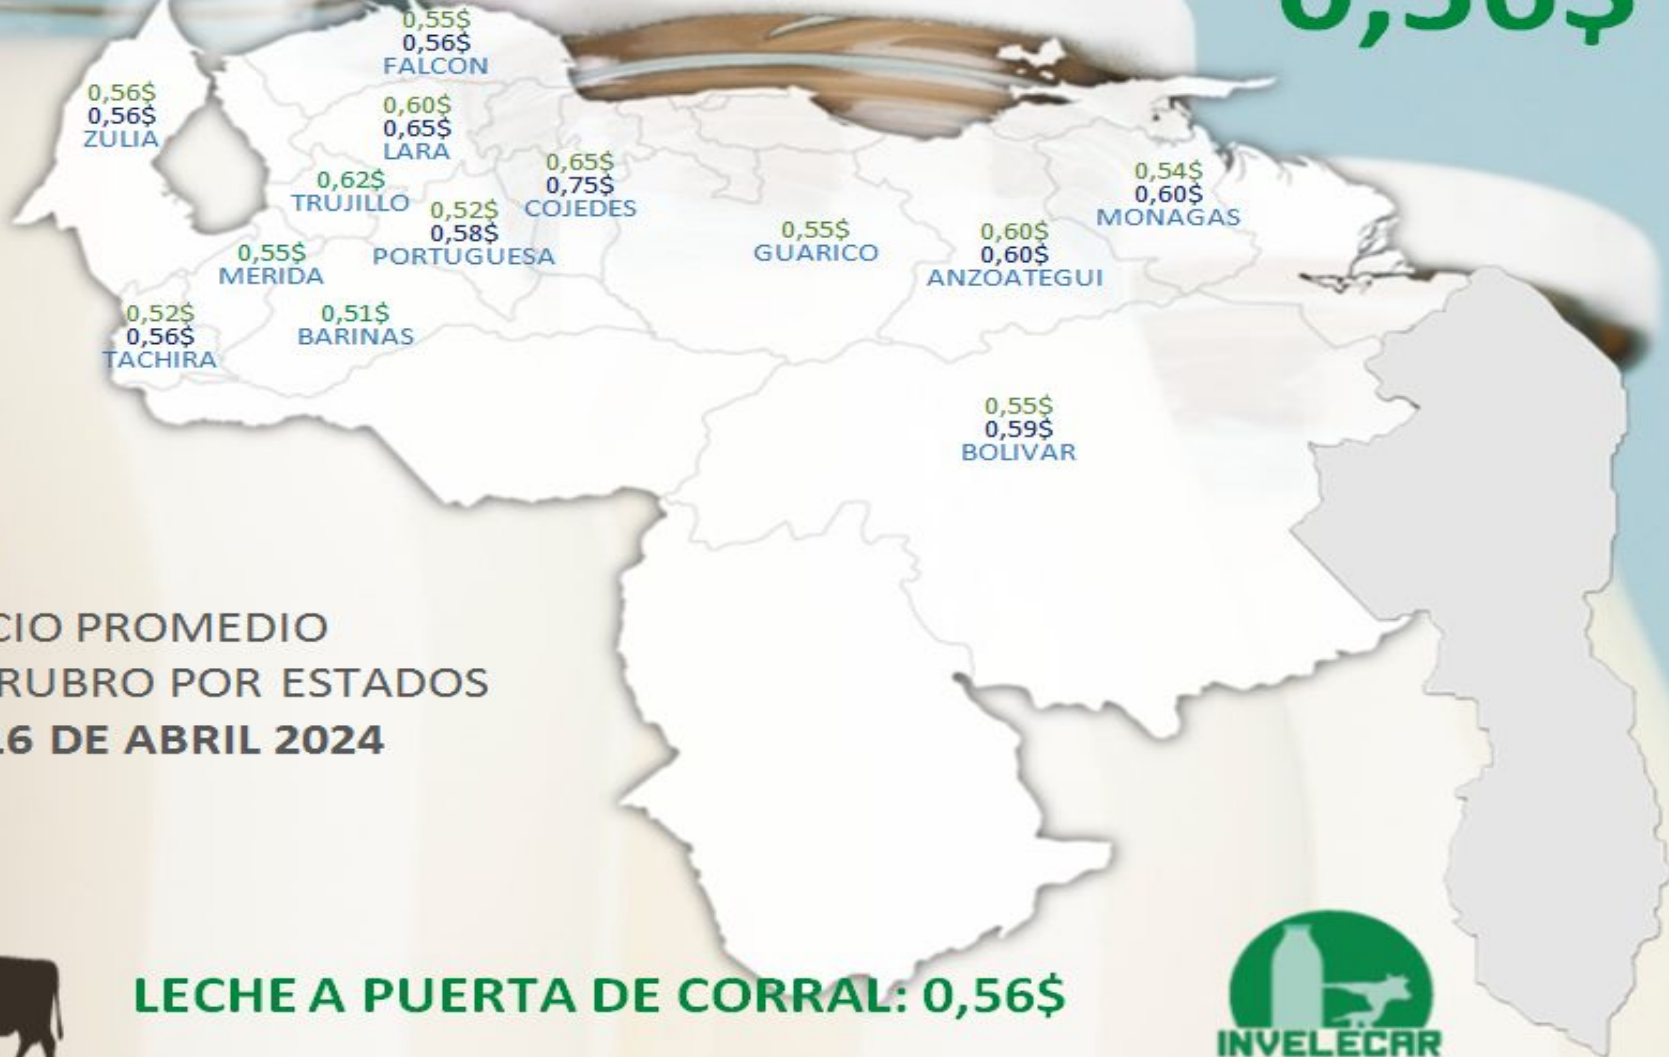 0,55$
0,56$
FALCON
0,56$
0,56$
ZULIA
0,60$
0,65$
LARA
0,65$
0,75$
COJEDES
0,62$
TRUJILLO
0,52$
0,58$
PORTUGUESA
0,54$
0,60$
MONAGAS
0,55$
GUARICO
0,60$
0,60$
ANZOATEGUI
0,55$
MERIDA
0,52$
0,56$
TACHIRA
0,51$
BARINAS
0,55$
0,59$
BOLIVAR
CIO PROMEDIO
RUBRO POR ESTADOS
16 DE ABRIL 2024
LECHE A PUERTA DE CORRAL: 0,56$
INVELECAR